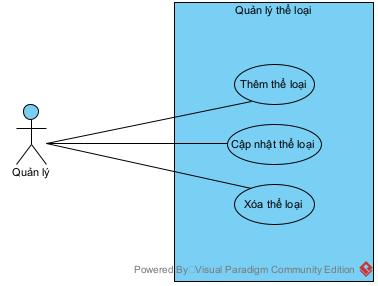 Quản lý thể loại
Thêm thể loại
Cập nhật thể loại
Quản lý
Xóa thể loại
Powered By Visual Paradigm Community Edition